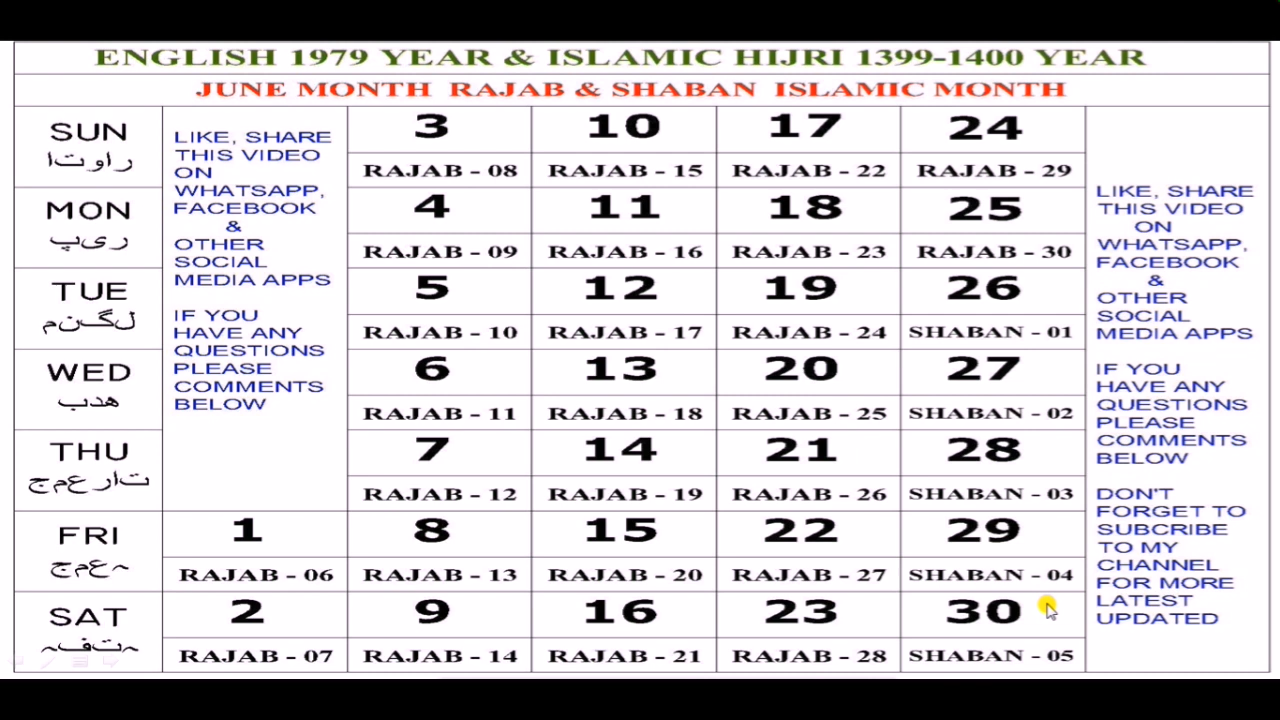 ENGLISH 1979 YEAR & ISLAMIC HIJRI 1399-1400 YEAR
JUNE MONTH RAJAB & SHABAN ISLAMIC MONTH
SUN
راوتا
MON
ریپ
TUE
لگنم
WED
ھدب
THU
تارعمج
FRI
ہعمج
SAT
ہتفہ
LIKE, SHARE
THIS VIDEO
ON
WHATSAPP,
FACEBOOK
&
OTHER
SOCIAL
MEDIA APPS
IF YOU
HAVE ANY
QUESTIONS
PLEASE
COMMENTS
BELOW
1
RAJAB - 06
2
RAJAB - 07
3
RAJAB - 08
4
RAJAB - 09
5
RAJAB - 10
6
RAJAB - 11
7
RAJAB - 12
8
RAJAB - 13
9
RAJAB - 14
10
RAJAB - 15
11
RAJAB - 16
12
RAJAB - 17
13
RAJAB - 18
14
RAJAB - 19
15
RAJAB - 20
16
RAJAB - 21
17
RAJAB - 22
18
RAJAB - 23
19
RAJAB - 24
20
RAJAB - 25
21
RAJAB - 26
22
RAJAB - 27
23
RAJAB - 28
24
RAJAB - 29
25
RAJAB - 30
26
SHABAN - 01
27
SHABAN - 02
28
SHABAN - 03
29
SHABAN - 04
30
SHABAN - 05
LIKE, SHARE
THIS VIDEO
ON
WHATSAPP,
FACEBOOK
&
OTHER
SOCIAL
MEDIA APPS
IF YOU
HAVE ANY
QUESTIONS
PLEASE
COMMENTS
BELOW
DON'T
FORGET TO
SUBCRIBE
TO MY
CHANNEL
FOR MORE
LATEST
UPDATED